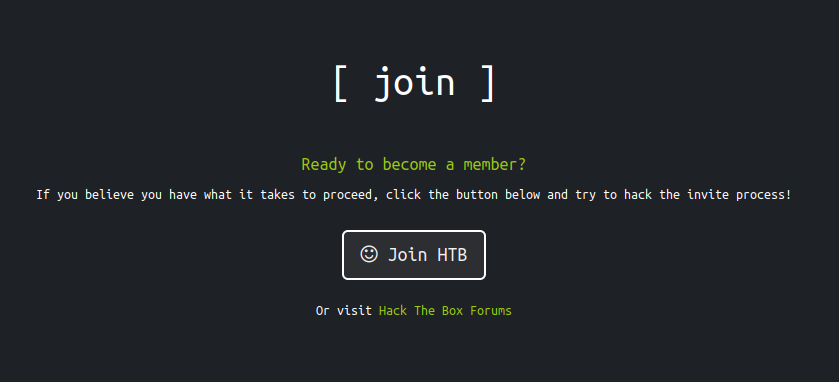 [ join ]
Ready to become a member?
If you believe you have what it takes to proceed, click the button below and try to hack the invite process!
Join HTB
Or visit Hack The Box Forums